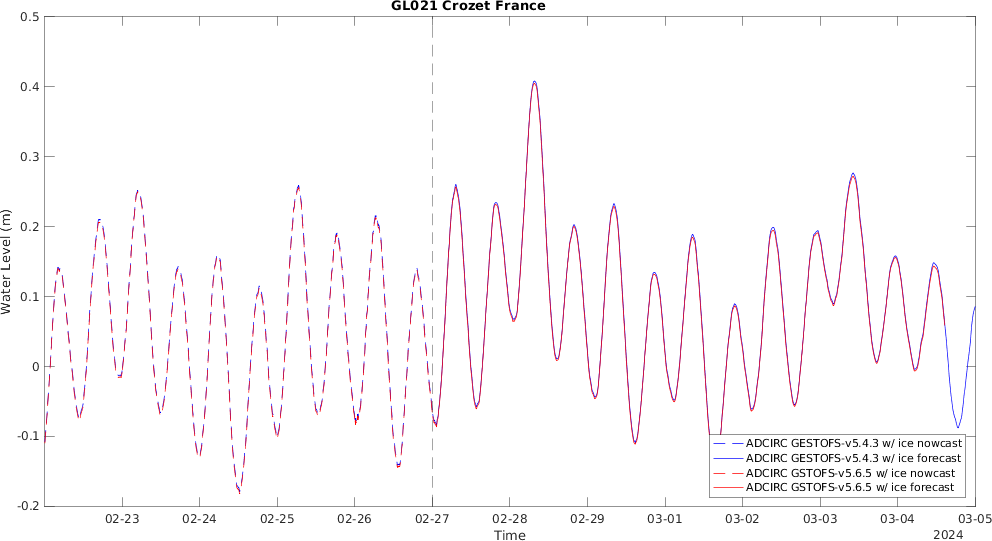 GL021 Crozet France
0.5
0.4
0.3
0.2
0.1
0
-0.1
-0.2
Water Level (m)
ADCIRC GESTOFS-v5.4.3 w/ ice nowcast
ADCIRC GESTOFS-v5.4.3 w/ ice forecast
ADCIRC GSTOFS-v5.6.5 w/ ice nowcast
ADCIRC GSTOFS-v5.6.5 w/ ice forecast
02-23 02-24 02-25 02-26 02-27 02-28 02-29 03-01 03-02 03-03 03-04 03-05
Time
2024